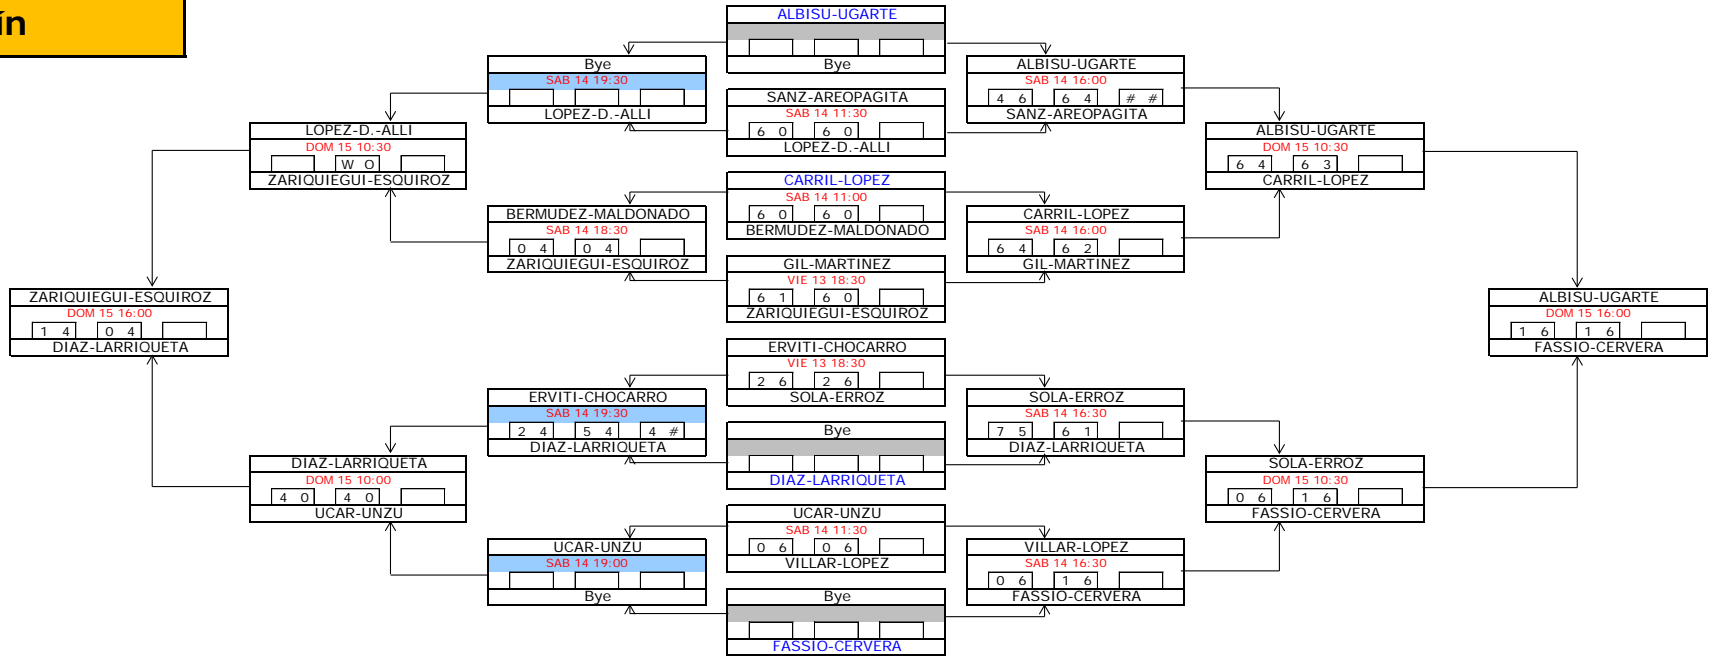 ín
ALBISU-UGARTE
Bye
SANZ-AREOPAGITA
SAB 14 11:30
6 0 6 0
LOPEZ-D.-ALLI
CARRIL-LOPEZ
SAB 14 11:00
6 0 6 0
BERMUDEZ-MALDONADO
GIL-MARTINEZ
VIE 13 18:30
6 1 6 0
ZARIQUIEGUI-ESQUIROZ
ERVITI-CHOCARRO
VIE 13 18:30
2 6 2 6
SOLA-ERROZ
Bye
DIAZ-LARRIQUETA
UCAR-UNZU
SAB 14 11:30
0 6 0 6
VILLAR-LOPEZ
Bye
FASSIO-CERVERA
Bye
SAB 14 19:30
LOPEZ-D.-ALLI
BERMUDEZ-MALDONADO
SAB 14 18:30
0 4 0 4
ZARIQUIEGUI-ESQUIROZ
ERVITI-CHOCARRO
SAB 14 19:30
2 4 5 4 4 #
DIAZ-LARRIQUETA
UCAR-UNZU
SAB 14 19:00
Bye
LOPEZ-D.-ALLI
DOM 15 10:30
W O
ZARIQUIEGUI-ESQUIROZ
DIAZ-LARRIQUETA
DOM 15 10:00
4 0 4 0
UCAR-UNZU
ZARIQUIEGUI-ESQUIROZ
DOM 15 16:00
1 4 0 4
DIAZ-LARRIQUETA
ALBISU-UGARTE
SAB 14 16:00
4 6 6 4 # #
SANZ-AREOPAGITA
CARRIL-LOPEZ
SAB 14 16:00
6 4 6 2
GIL-MARTINEZ
SOLA-ERROZ
SAB 14 16:30
7 5 6 1
DIAZ-LARRIQUETA
VILLAR-LOPEZ
SAB 14 16:30
0 6 1 6
FASSIO-CERVERA
ALBISU-UGARTE
DOM 15 10:30
6 4 6 3
CARRIL-LOPEZ
SOLA-ERROZ
DOM 15 10:30
0 6 1 6
FASSIO-CERVERA
ALBISU-UGARTE
DOM 15 16:00
1 6 1 6
FASSIO-CERVERA